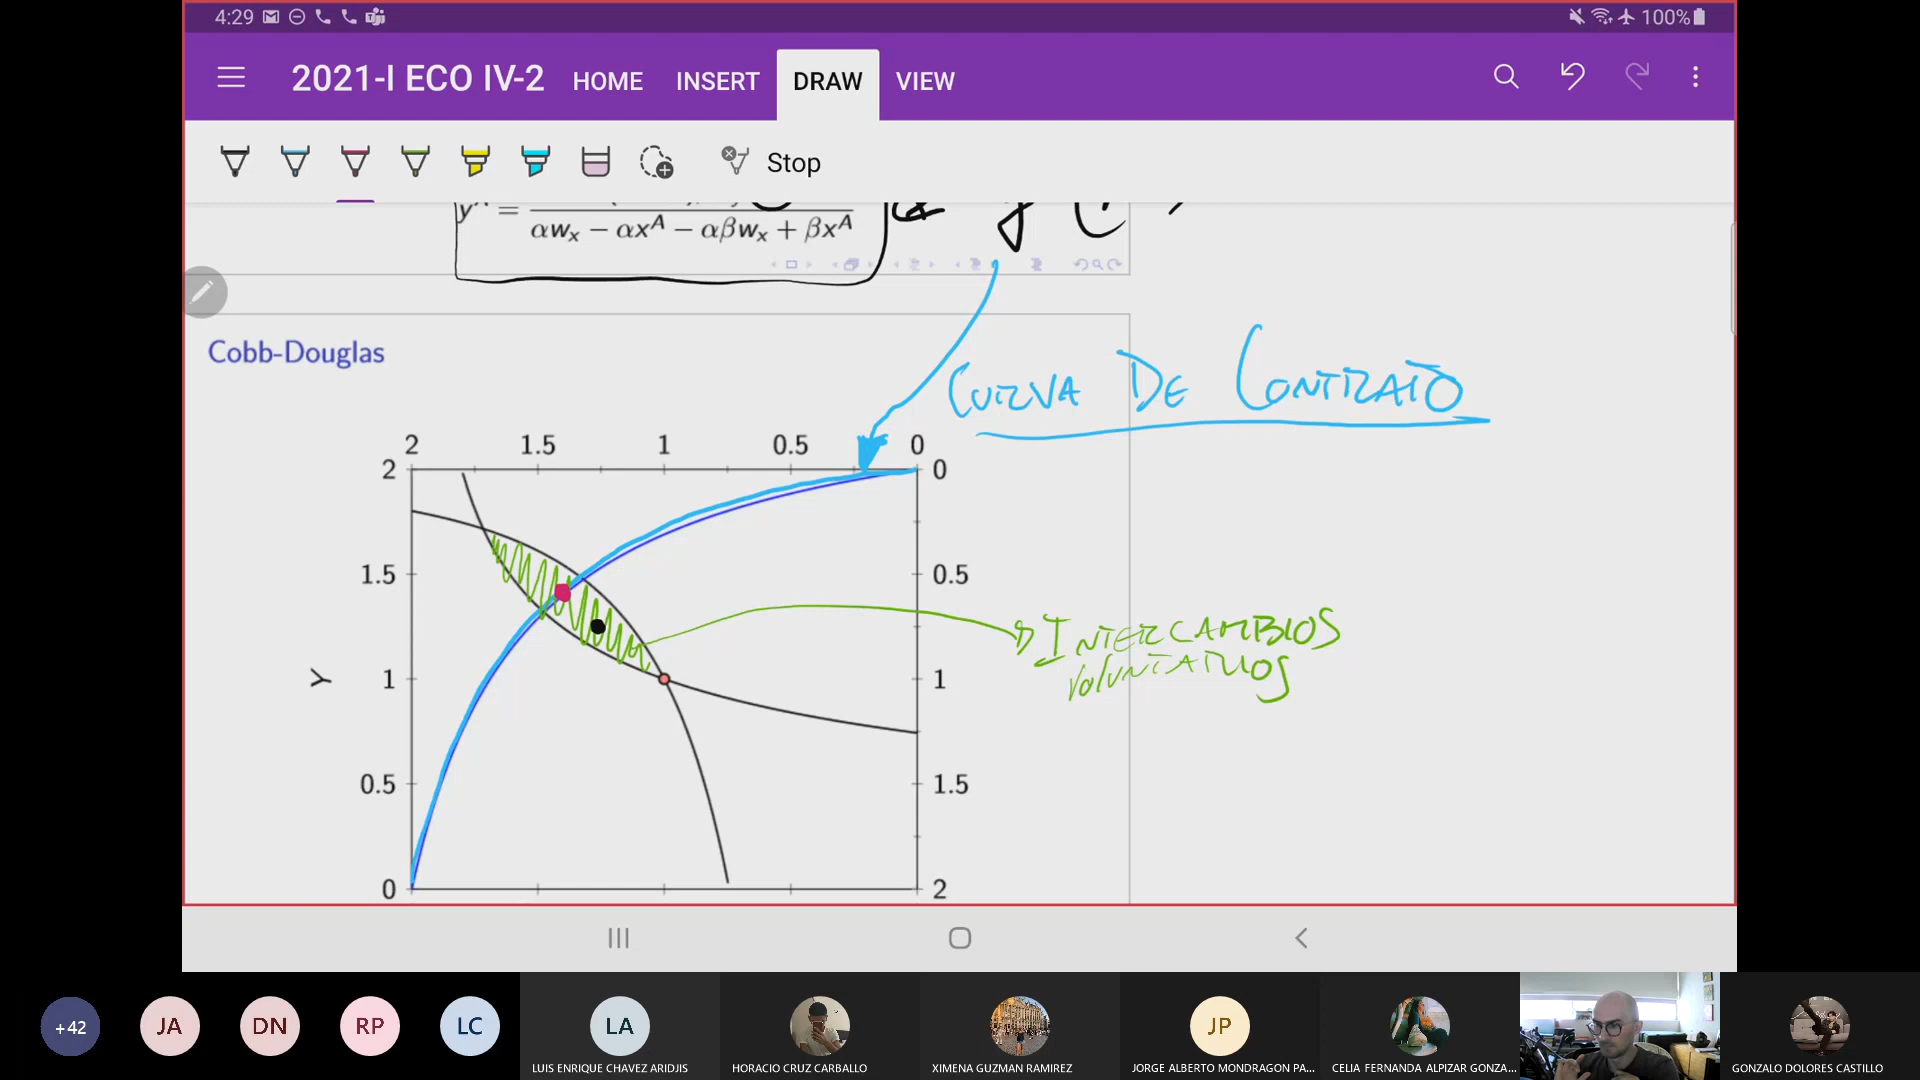 4:29 100%
2021-I ECO IV-2 HOME INSERT DRAW VIEW
Stop
αw_x − αx^A − αβw_x + βx^A
Cobb-Douglas
CURVA DE CONTRATO
2 1.5 1 0.5 0
2 0
1.5 0.5
INTERCAMBIOS
VOLUNTARIOS
Y 1 1
0.5 1.5
0 2
+42 JA DN RP LC LA JP
LUIS ENRIQUE CHAVEZ ARIDJIS HORACIO CRUZ CARBALLO XIMENA GUZMAN RAMIREZ JORGE ALBERTO MONDRAGON PA... CELIA FERNANDA ALPIZAR GONZA... GONZALO DOLORES CASTILLO